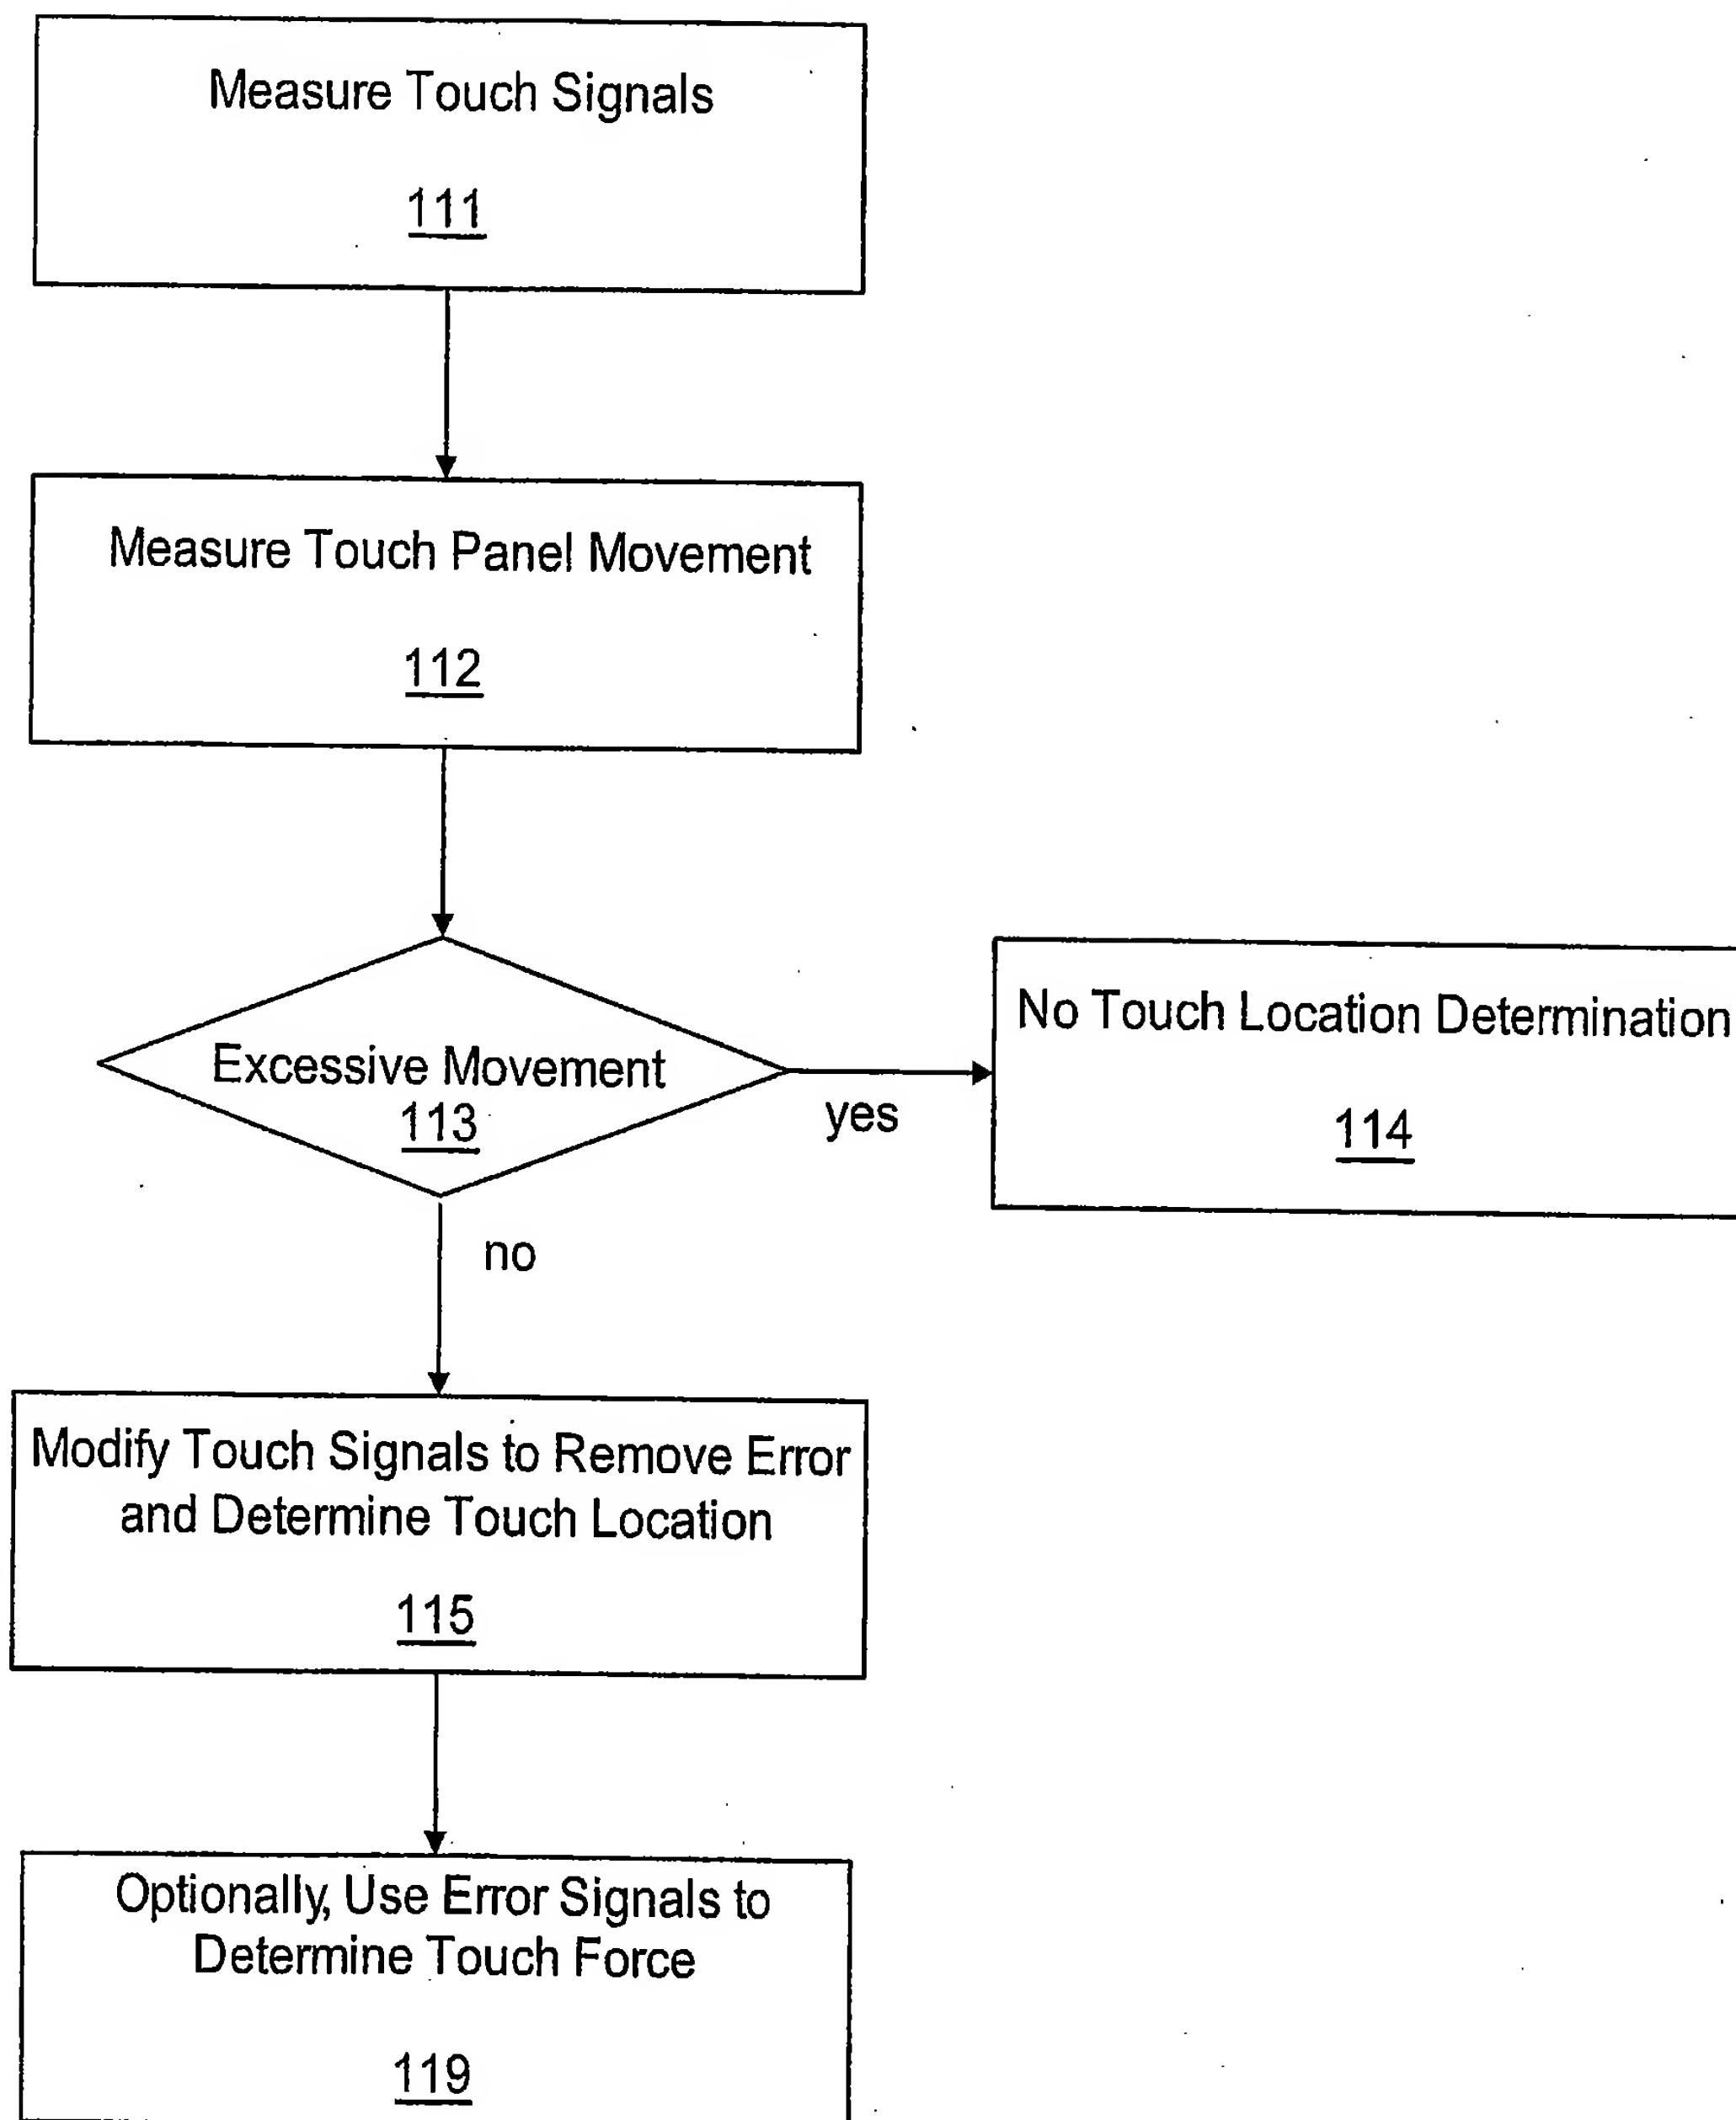 Measure Touch Signals
111
Measure Touch Panel Movement
112
Excessive Movement
113
yes
No Touch Location Determination
114
no
Modify Touch Signals to Remove Error
and Determine Touch Location
115
Optionally, Use Error Signals to
Determine Touch Force
119